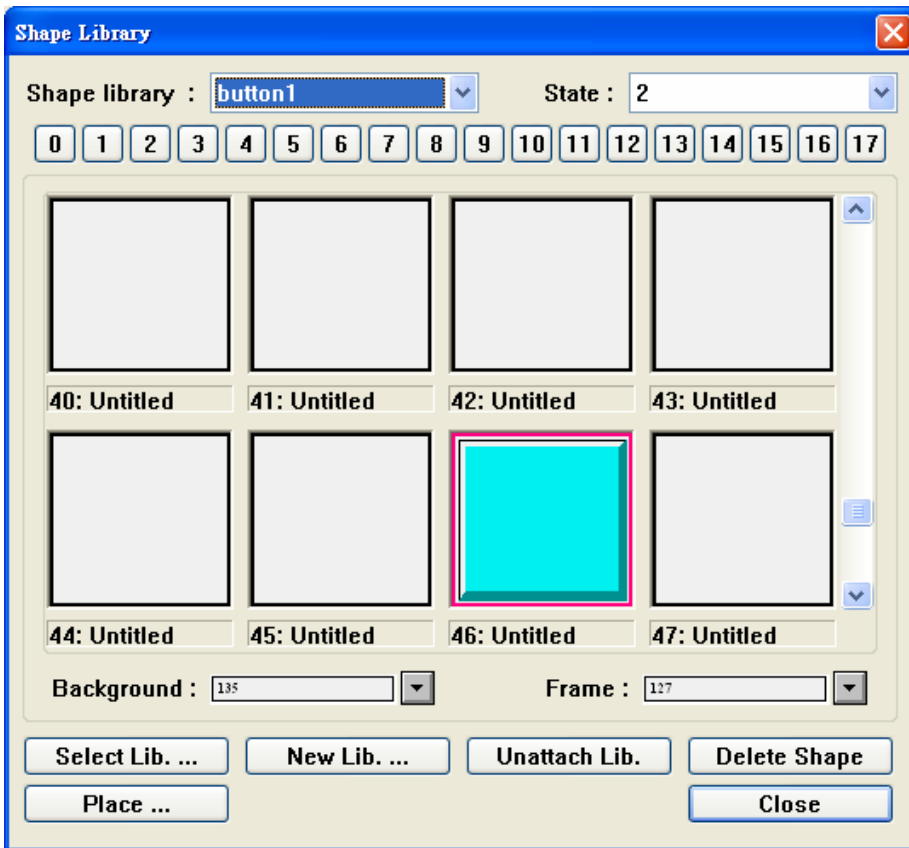 Shape Library
Shape library : button1 State : 2
0 1 2 3 4 5 6 7 8 9 10 11 12 13 14 15 16 17
40: Untitled 41: Untitled 42: Untitled 43: Untitled
44: Untitled 45: Untitled 46: Untitled 47: Untitled
Background : 135 Frame : 127
Select Lib. ... New Lib. ... Unattach Lib. Delete Shape
Place ... Close